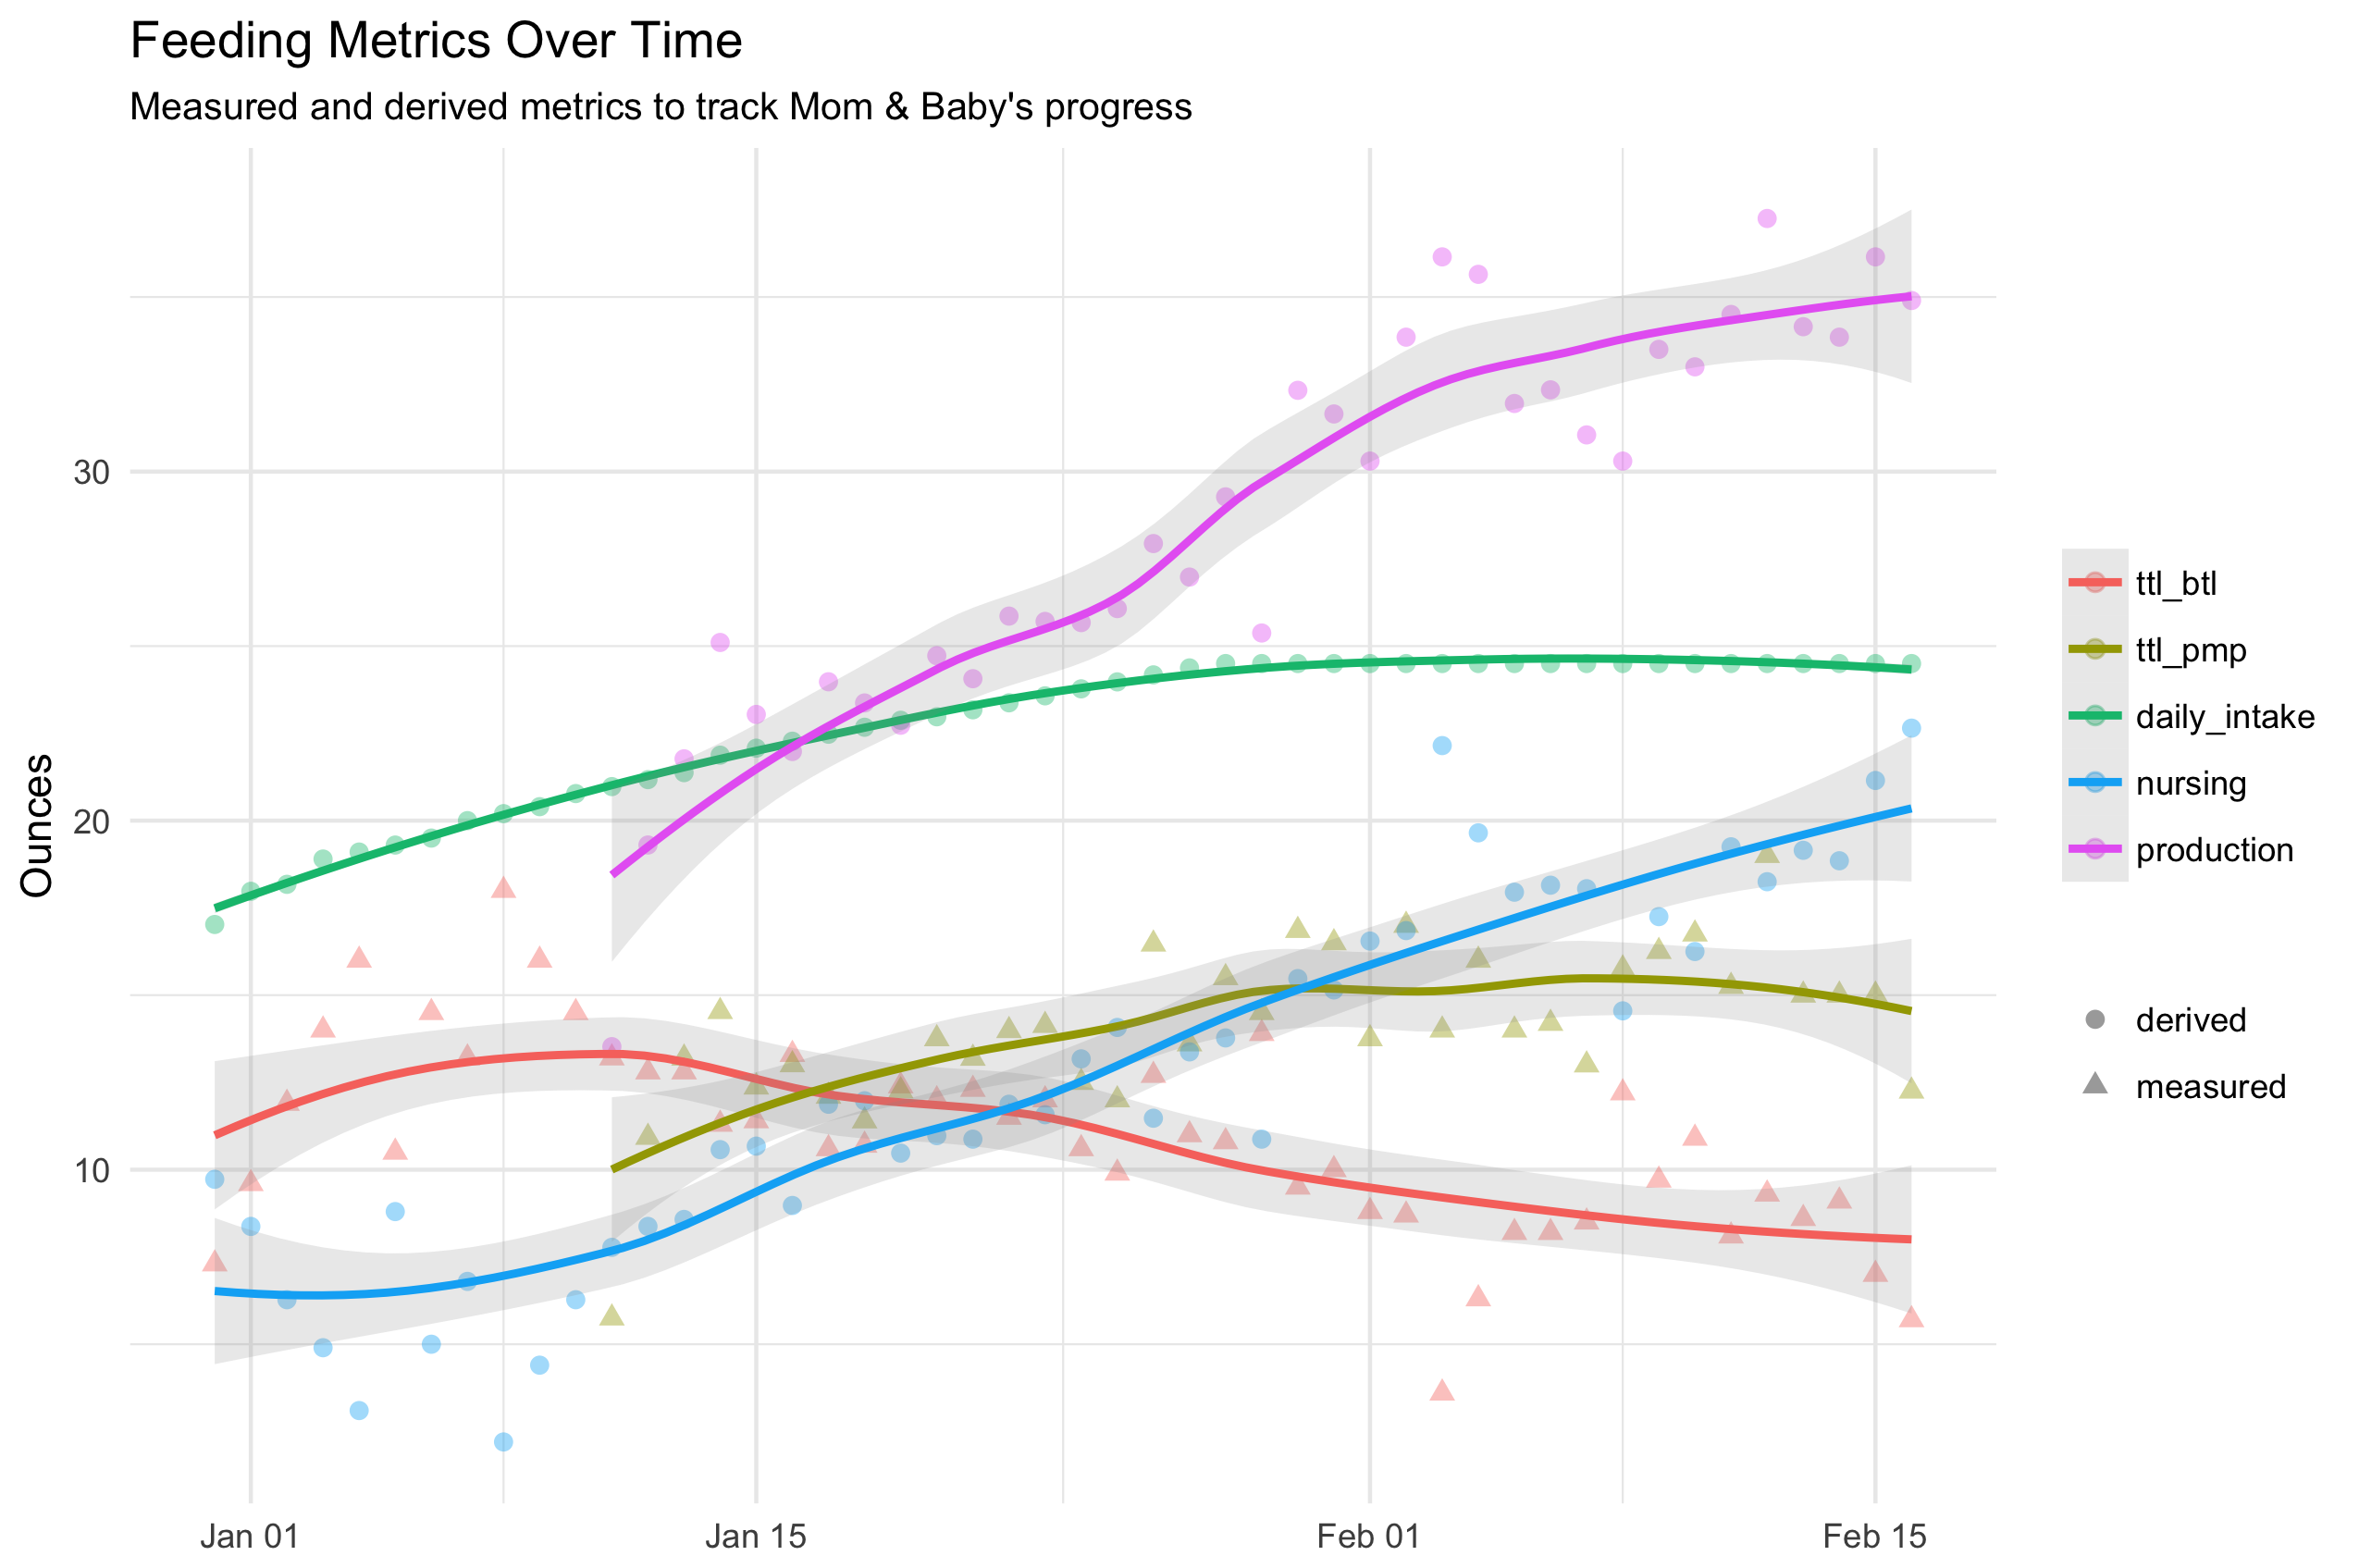 Feeding Metrics Over Time
Measured and derived metrics to track Mom & Baby's progress
Ounces
30
20
10
Jan 01
Jan 15
Feb 01
Feb 15
ttl_btl
ttl_pmp
daily_intake
nursing
production
derived
measured